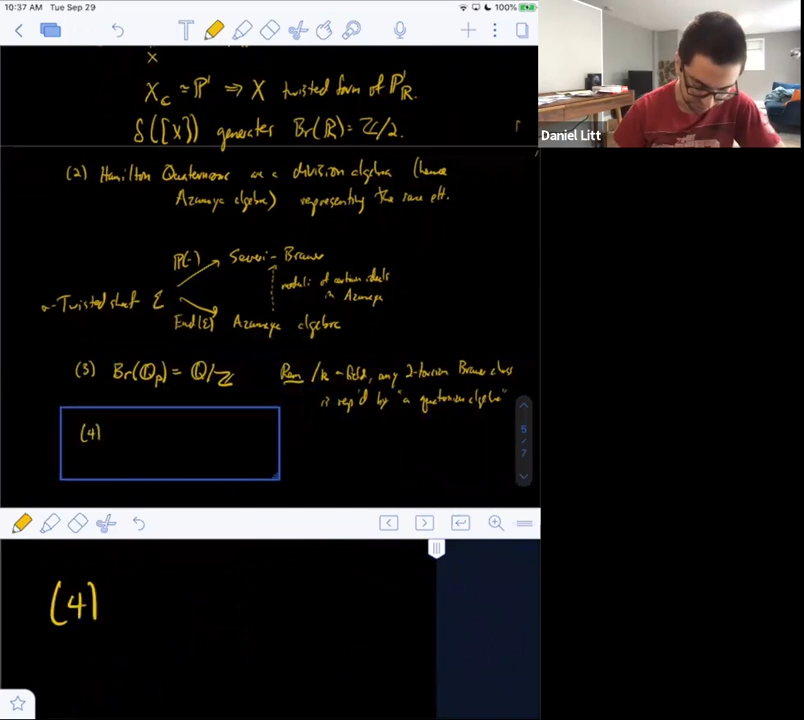 10:37 AM Tue Sep 29
100%
X
X_C ≃ ℙ¹ ⇒ X twisted form of ℙ¹_ℝ.
δ([X]) generates Br(ℝ) = ℤ/2.
(2) Hamilton Quaternions are a division algebra (hence
Azumaya algebra) representing the same elt.
ℙ(-)
Severi-Brauer
moduli of certain ideals
in Azumaya
α-Twisted sheaf ℰ
End(ℰ) Azumaya algebra
(3) Br(ℚ_p) = ℚ/ℤ
Rem /k - field, any 2-torsion Brauer class
is rep'd by "a quaternion algebra"
(4)
5
7
(4)
Daniel Litt